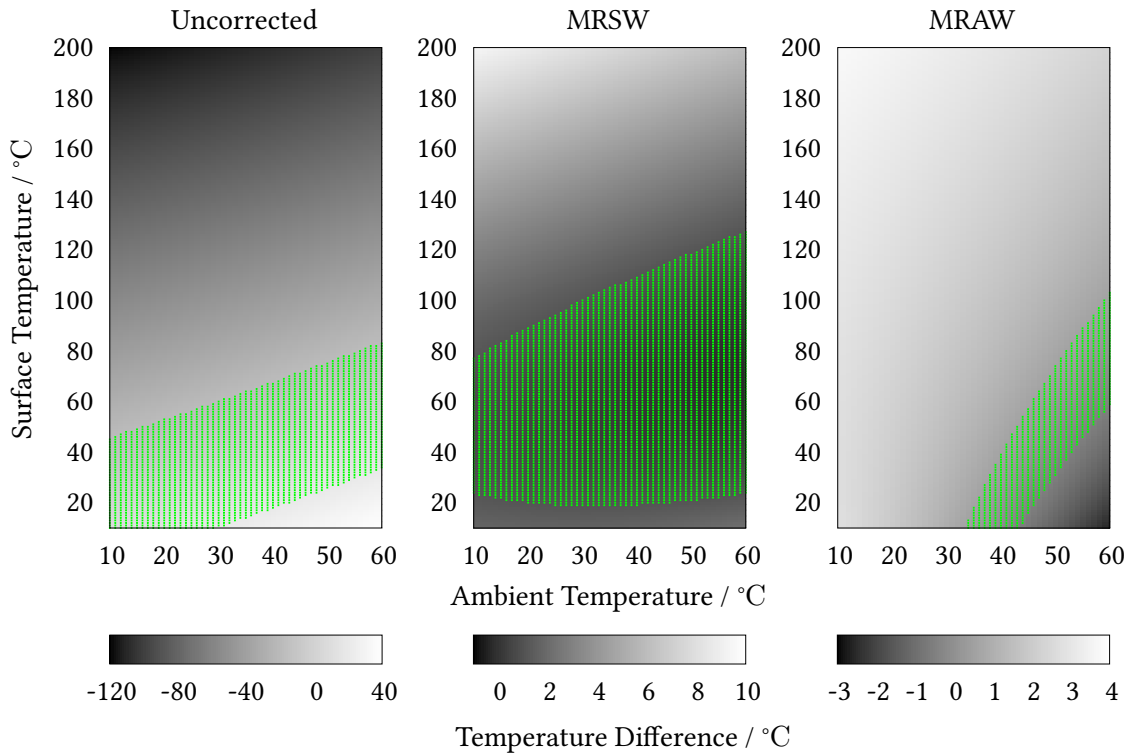 Uncorrected MRSW MRAW
Surface Temperature / °C
200 200 200
180 180 180
160 160 160
140 140 140
120 120 120
100 100 100
80 80 80
60 60 60
40 40 40
20 20 20
10 20 30 40 50 60 10 20 30 40 50 60 10 20 30 40 50 60
Ambient Temperature / °C
-120 -80 -40 0 40 0 2 4 6 8 10 -3 -2 -1 0 1 2 3 4
Temperature Difference / °C